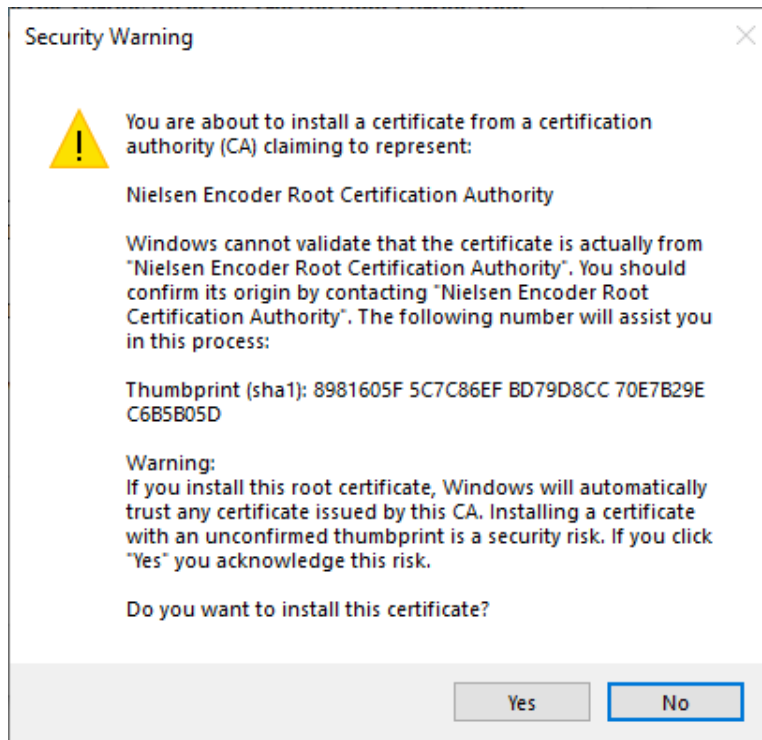 Security Warning
You are about to install a certificate from a certification
authority (CA) claiming to represent:
Nielsen Encoder Root Certification Authority
Windows cannot validate that the certificate is actually from
"Nielsen Encoder Root Certification Authority". You should
confirm its origin by contacting "Nielsen Encoder Root
Certification Authority". The following number will assist you
in this process:
Thumbprint (sha1): 8981605F 5C7C86EF BD79D8CC 70E7B29E
C6B5B05D
Warning:
If you install this root certificate, Windows will automatically
trust any certificate issued by this CA. Installing a certificate
with an unconfirmed thumbprint is a security risk. If you click
"Yes" you acknowledge this risk.
Do you want to install this certificate?
Yes
No